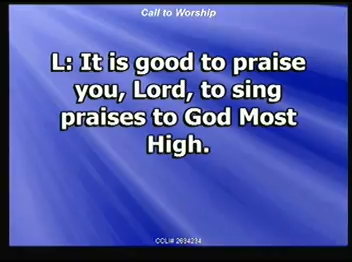 Call to Worship
L: It is good to praise
you, Lord, to sing
praises to God Most
High.
CCLI# 2634234